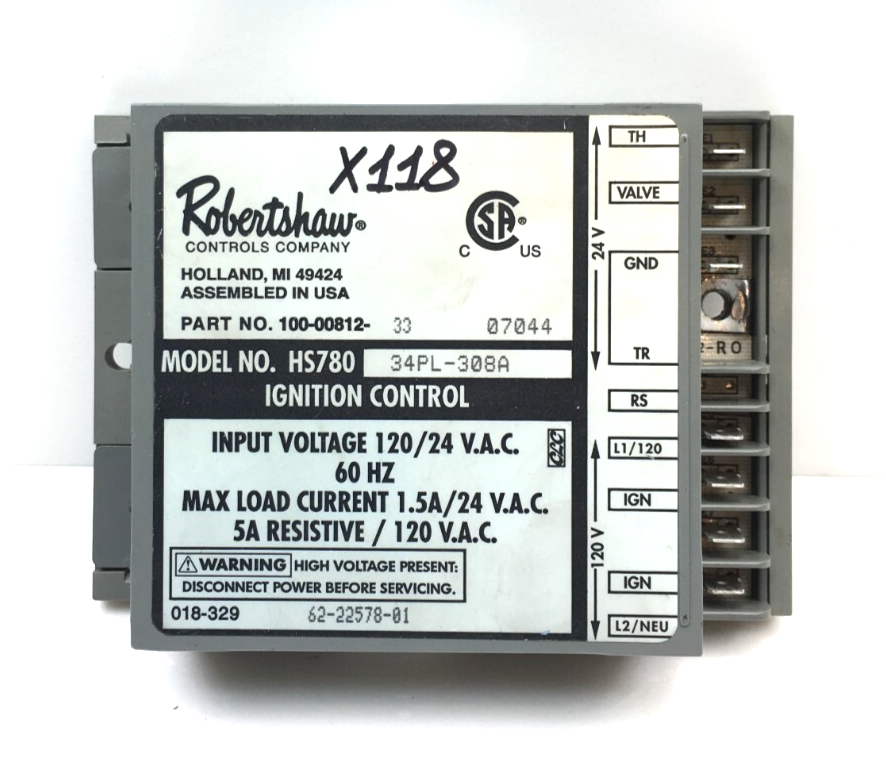 X118
Robertshaw®
CONTROLS COMPANY
HOLLAND, MI 49424
ASSEMBLED IN USA
PART NO. 100-00812- 33 07044
CSA ®
C US
MODEL NO. HS780 34PL-308A
IGNITION CONTROL
INPUT VOLTAGE 120/24 V.A.C.
60 HZ
MAX LOAD CURRENT 1.5A/24 V.A.C.
5A RESISTIVE / 120 V.A.C.
⚠ WARNING HIGH VOLTAGE PRESENT:
DISCONNECT POWER BEFORE SERVICING.
018-329 62-22578-01
24 V
120 V
TH
VALVE
GND
TR
RS
L1/120
IGN
IGN
L2/NEU
-RO